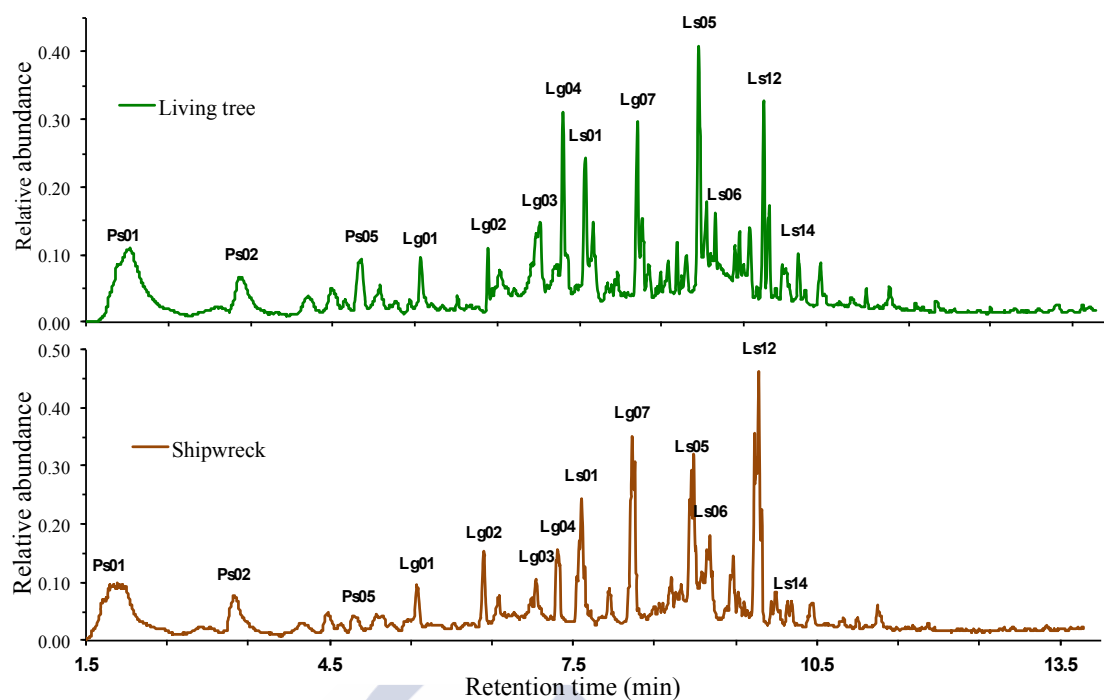 Relative abundance
0.40
0.30
0.20
0.10
0.00
Living tree
Ps01
Ps02
Ps05
Lg01
Lg02
Lg03
Lg04
Ls01
Lg07
Ls05
Ls06
Ls12
Ls14
Relative abundance
0.50
0.40
0.30
0.20
0.10
0.00
Shipwreck
Ps01
Ps02
Ps05
Lg01
Lg02
Lg03
Lg04
Ls01
Lg07
Ls05
Ls06
Ls12
Ls14
1.5 4.5 7.5 10.5 13.5
Retention time (min)